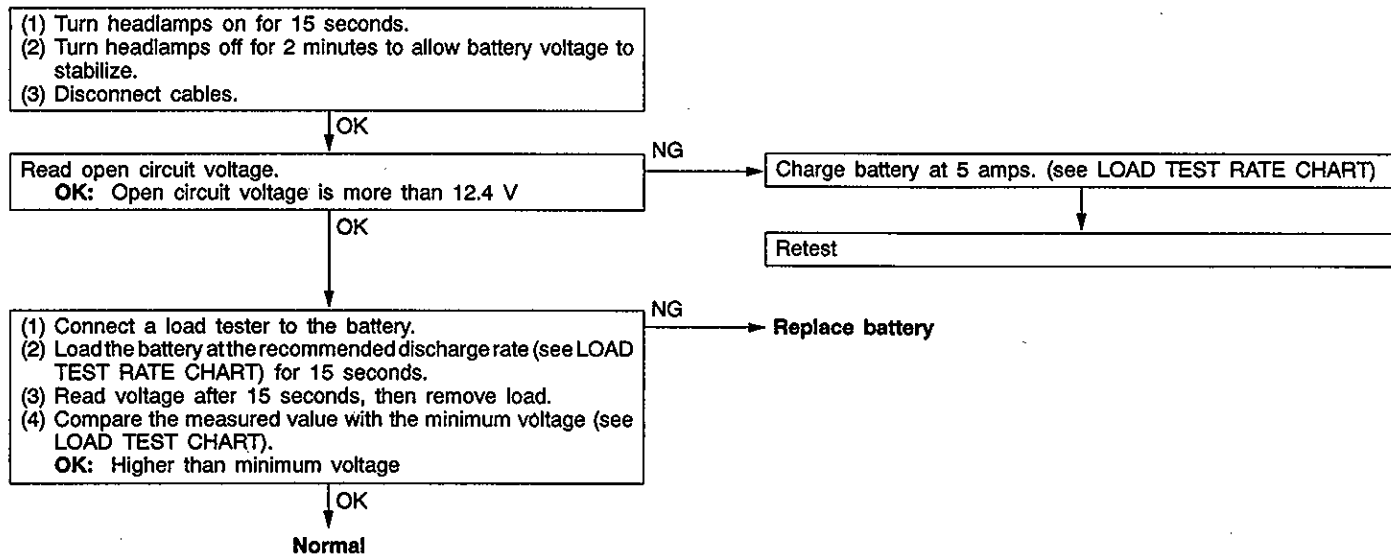 (1) Turn headlamps on for 15 seconds.
(2) Turn headlamps off for 2 minutes to allow battery voltage to
stabilize.
(3) Disconnect cables.
OK
Read open circuit voltage.
OK: Open circuit voltage is more than 12.4 V
NG
Charge battery at 5 amps. (see LOAD TEST RATE CHART)
Retest
OK
(1) Connect a load tester to the battery.
(2) Load the battery at the recommended discharge rate (see LOAD
TEST RATE CHART) for 15 seconds.
(3) Read voltage after 15 seconds, then remove load.
(4) Compare the measured value with the minimum voltage (see
LOAD TEST CHART).
OK: Higher than minimum voltage
NG
Replace battery
OK
Normal